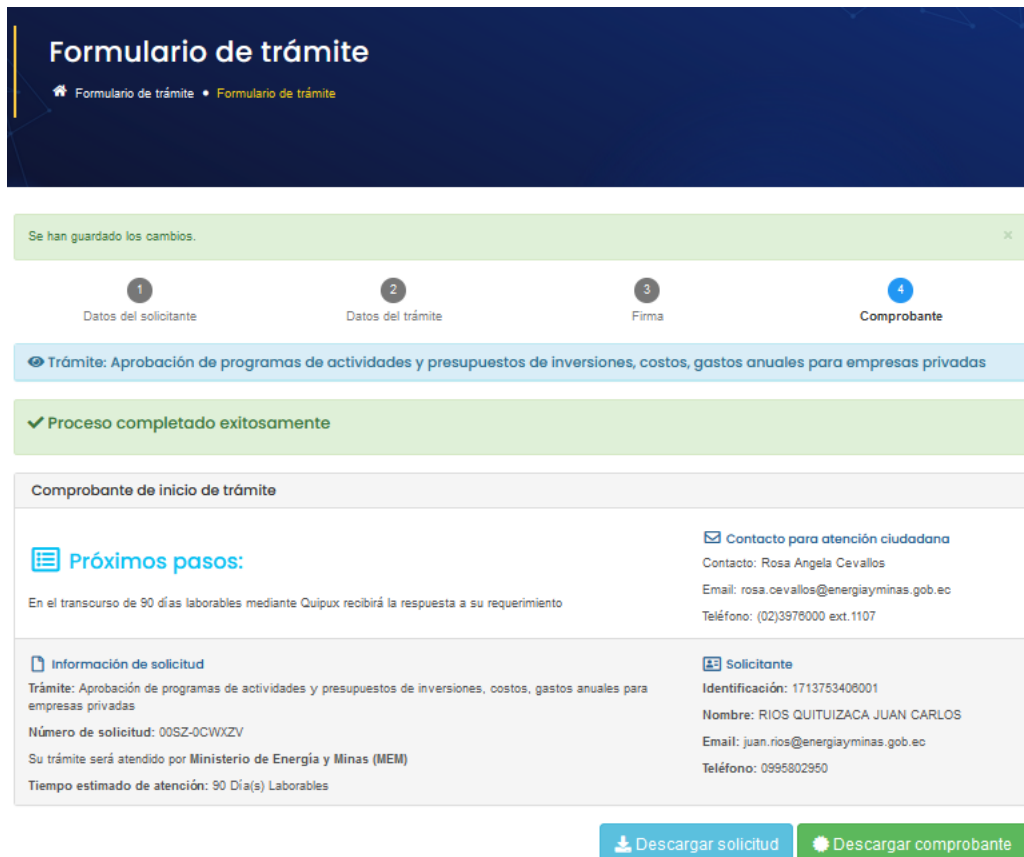 Formulario de trámite
Formulario de trámite • Formulario de trámite
Se han guardado los cambios. ×
1 2 3 4
Datos del solicitante Datos del trámite Firma Comprobante
Trámite: Aprobación de programas de actividades y presupuestos de inversiones, costos, gastos anuales para empresas privadas
Proceso completado exitosamente
Comprobante de inicio de trámite
Próximos pasos:
En el transcurso de 90 días laborables mediante Quipux recibirá la respuesta a su requerimiento
Contacto para atención ciudadana
Contacto: Rosa Angela Cevallos
Email: rosa.cevallos@energiayminas.gob.ec
Teléfono: (02)3976000 ext.1107
Información de solicitud
Trámite: Aprobación de programas de actividades y presupuestos de inversiones, costos, gastos anuales para
empresas privadas
Número de solicitud: 00SZ-0CWXZV
Su trámite será atendido por Ministerio de Energía y Minas (MEM)
Tiempo estimado de atención: 90 Día(s) Laborables
Solicitante
Identificación: 1713753406001
Nombre: RIOS QUITUIZACA JUAN CARLOS
Email: juan.rios@energiayminas.gob.ec
Teléfono: 0995802950
Descargar solicitud Descargar comprobante